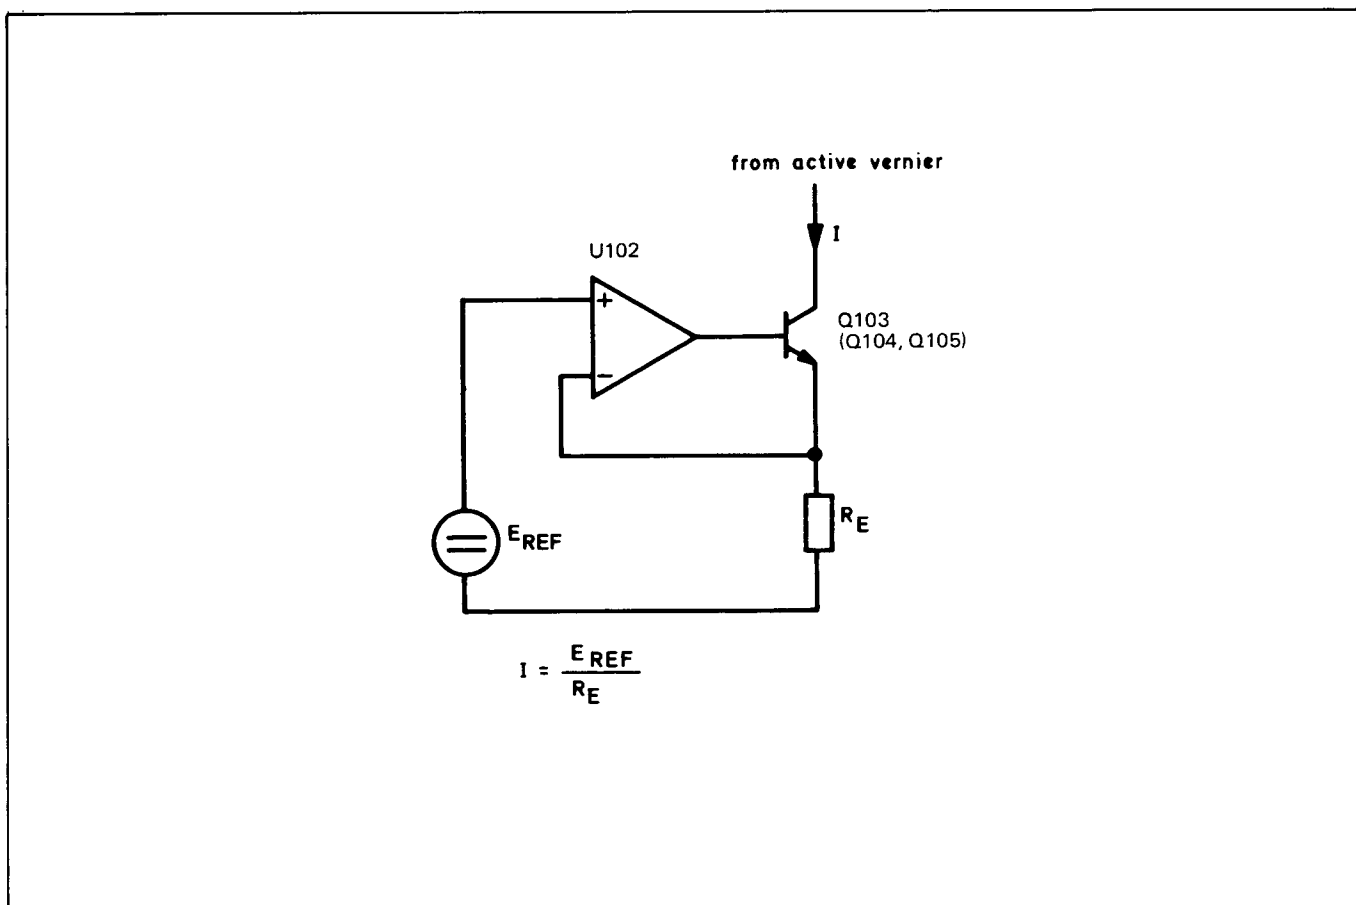 from active vernier
I
U102
+
Q103
(Q104, Q105)
−
R_E
E_REF
I = E_REF / R_E